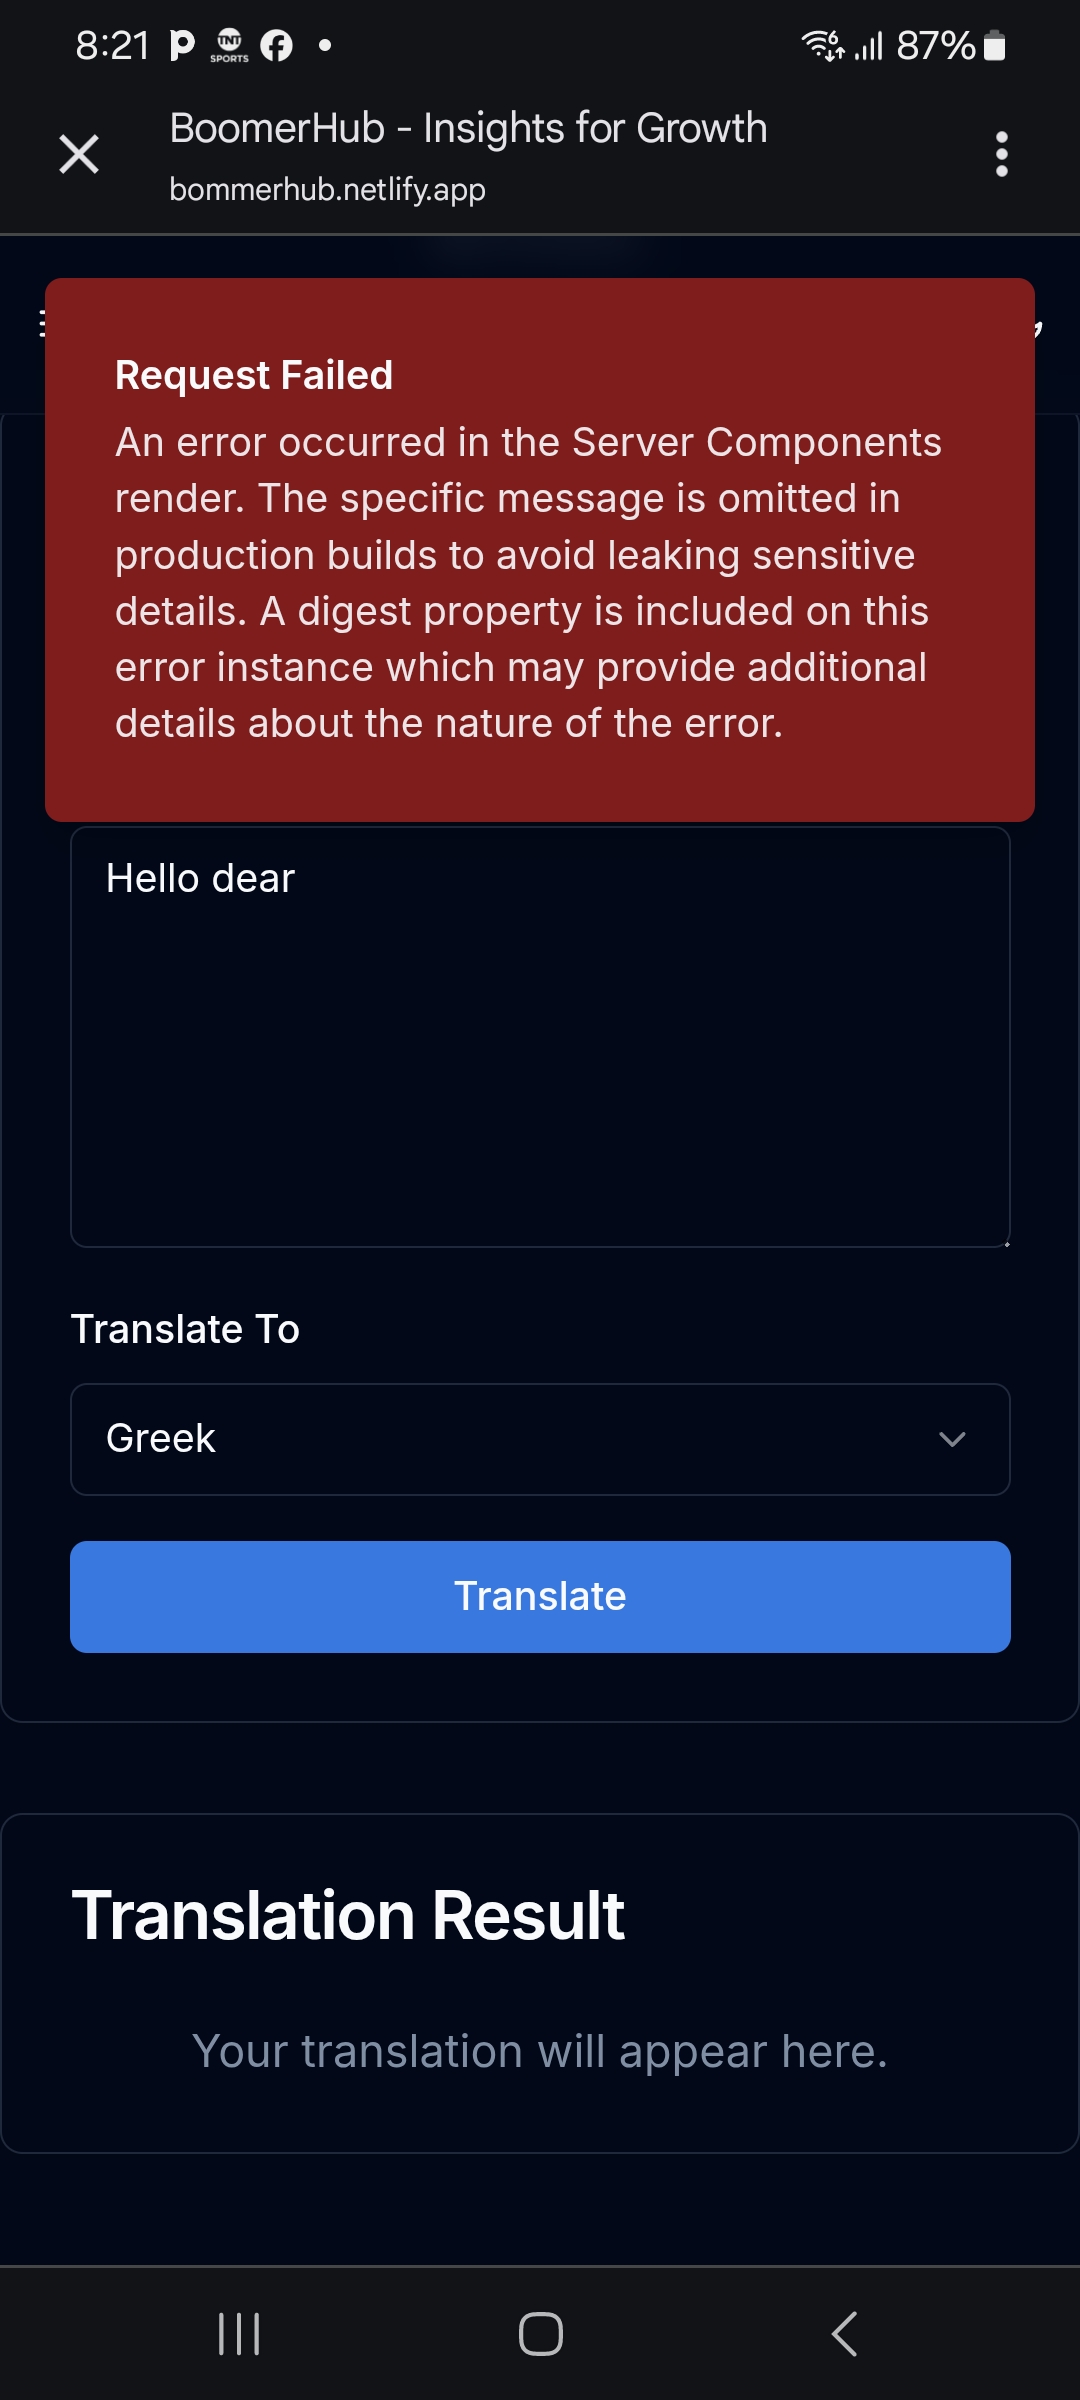 8:21
TNT
SPORTS
6
87%
BoomerHub - Insights for Growth
bommerhub.netlify.app
Request Failed
An error occurred in the Server Components
render. The specific message is omitted in
production builds to avoid leaking sensitive
details. A digest property is included on this
error instance which may provide additional
details about the nature of the error.
Hello dear
Translate To
Greek
Translate
Translation Result
Your translation will appear here.